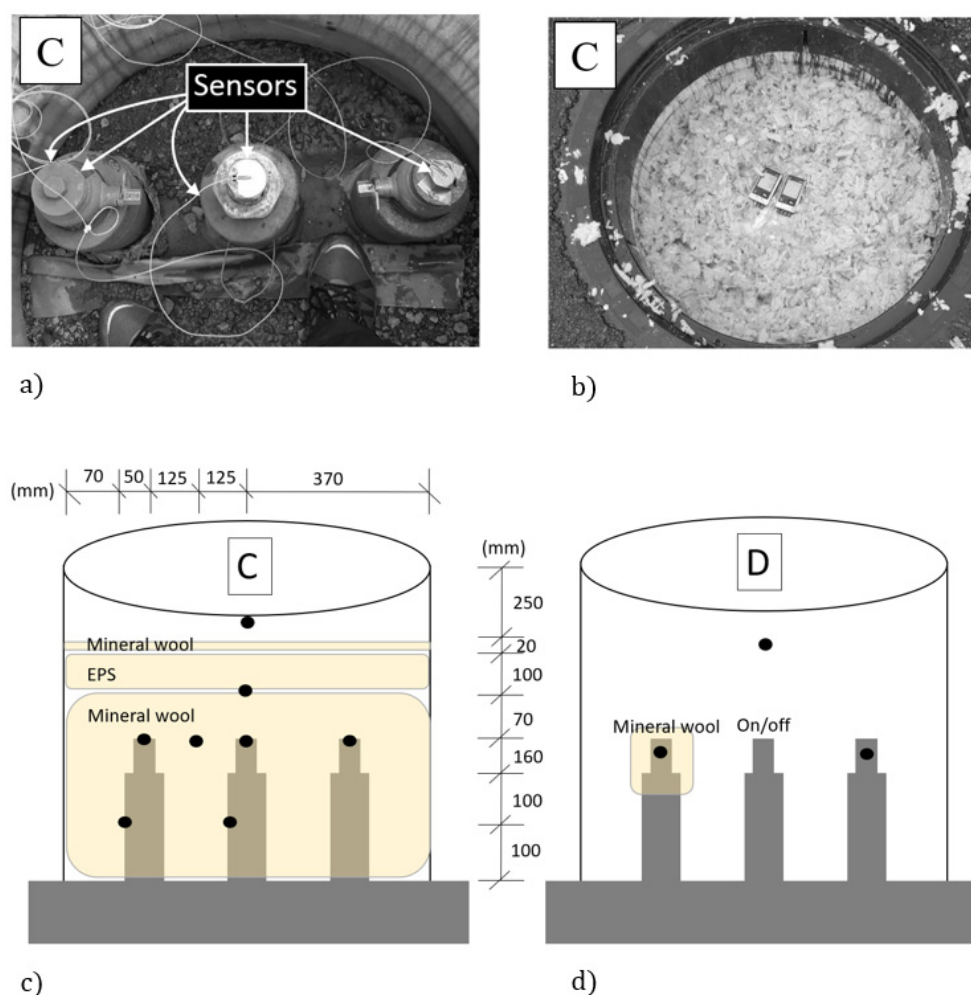 C
Sensors
C
a)
b)
70 50 125 125 370
(mm)
C
Mineral wool
EPS
Mineral wool
(mm)
250
20
100
70
160
100
100
D
Mineral wool
On/off
c)
d)